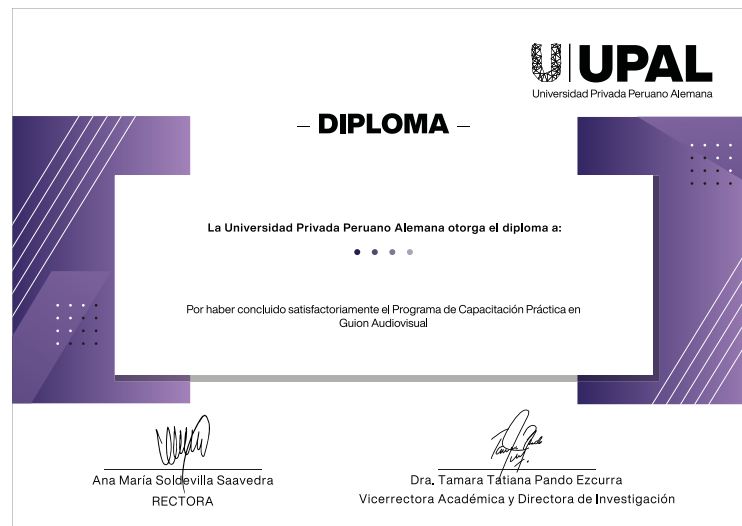 UPAL
Universidad Privada Peruano Alemana
– DIPLOMA –
La Universidad Privada Peruano Alemana otorga el diploma a:
Por haber concluido satisfactoriamente el Programa de Capacitación Práctica en
Guion Audiovisual
Ana María Soldevilla Saavedra
RECTORA
Dra. Tamara Tatiana Pando Ezcurra
Vicerrectora Académica y Directora de Investigación